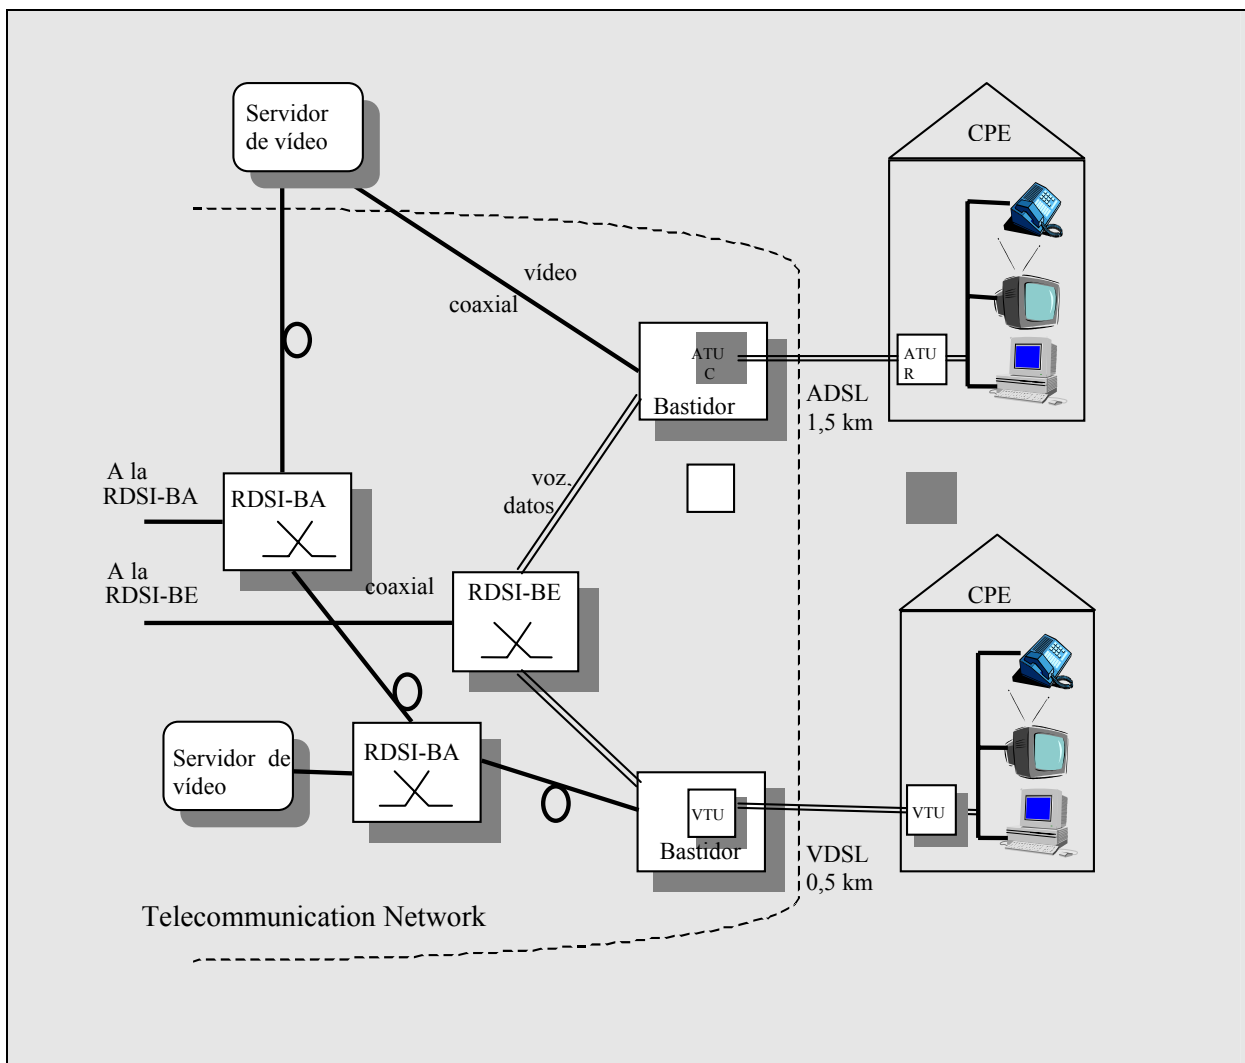 Servidor
de vídeo
CPE
vídeo
coaxial
ATU
C
Bastidor
ATU
R
ADSL
1,5 km
A la
RDSI-BA
RDSI-BA
voz,
datos
A la
RDSI-BE
coaxial
RDSI-BE
CPE
Servidor de
vídeo
RDSI-BA
VTU
Bastidor
VTU
VDSL
0,5 km
Telecommunication Network